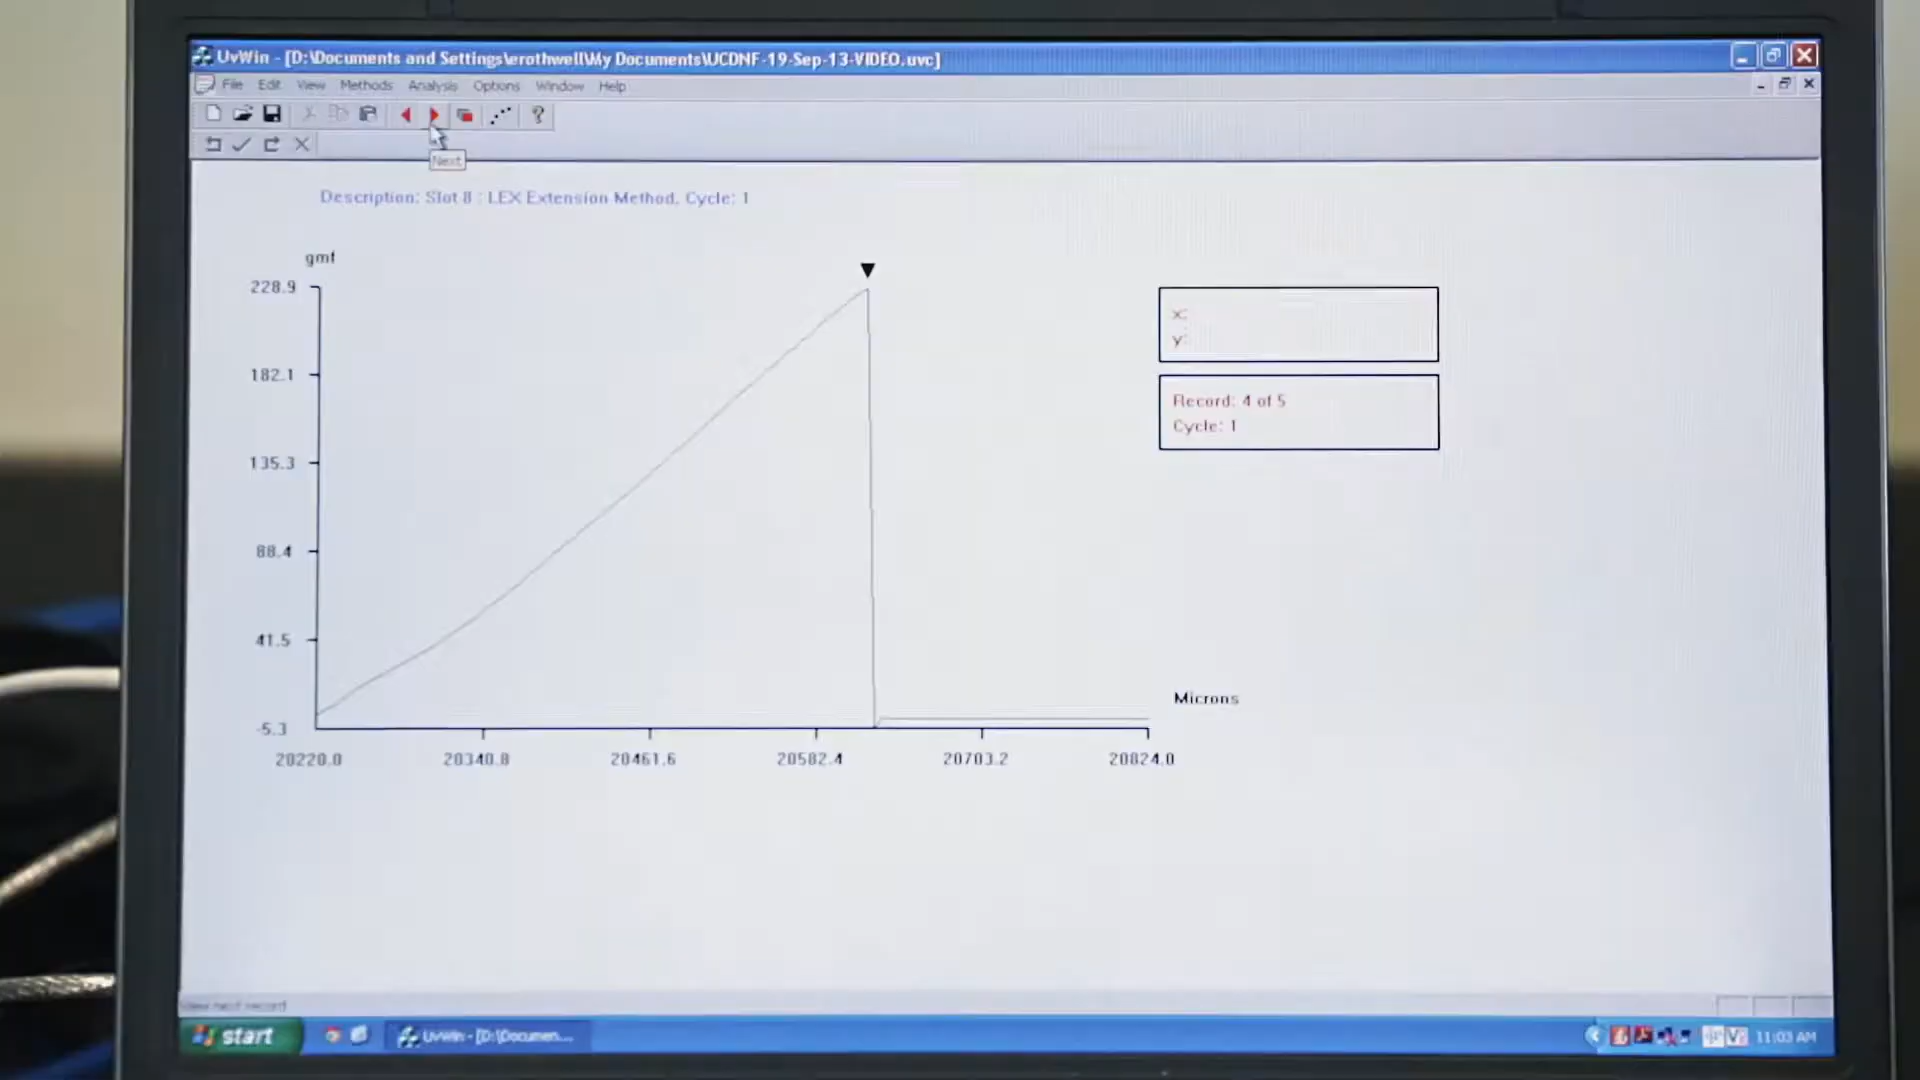 UvWin - [D:\Documents and Settings\erothwell\My Documents\UCDNF-19-Sep-13-VIDEO.uvc]
File Edit View Methods Analysis Options Window Help
Next
Description: Slot 8 : LEX Extension Method, Cycle: 1
gmf
228.9
182.1
135.3
88.4
41.5
-5.3
20220.0 20340.8 20461.6 20582.4 20703.2 20824.0
Microns
x:
y:
Record: 4 of 5
Cycle: 1
View next record
start
UvWin - [D:\Documen...
11:03 AM